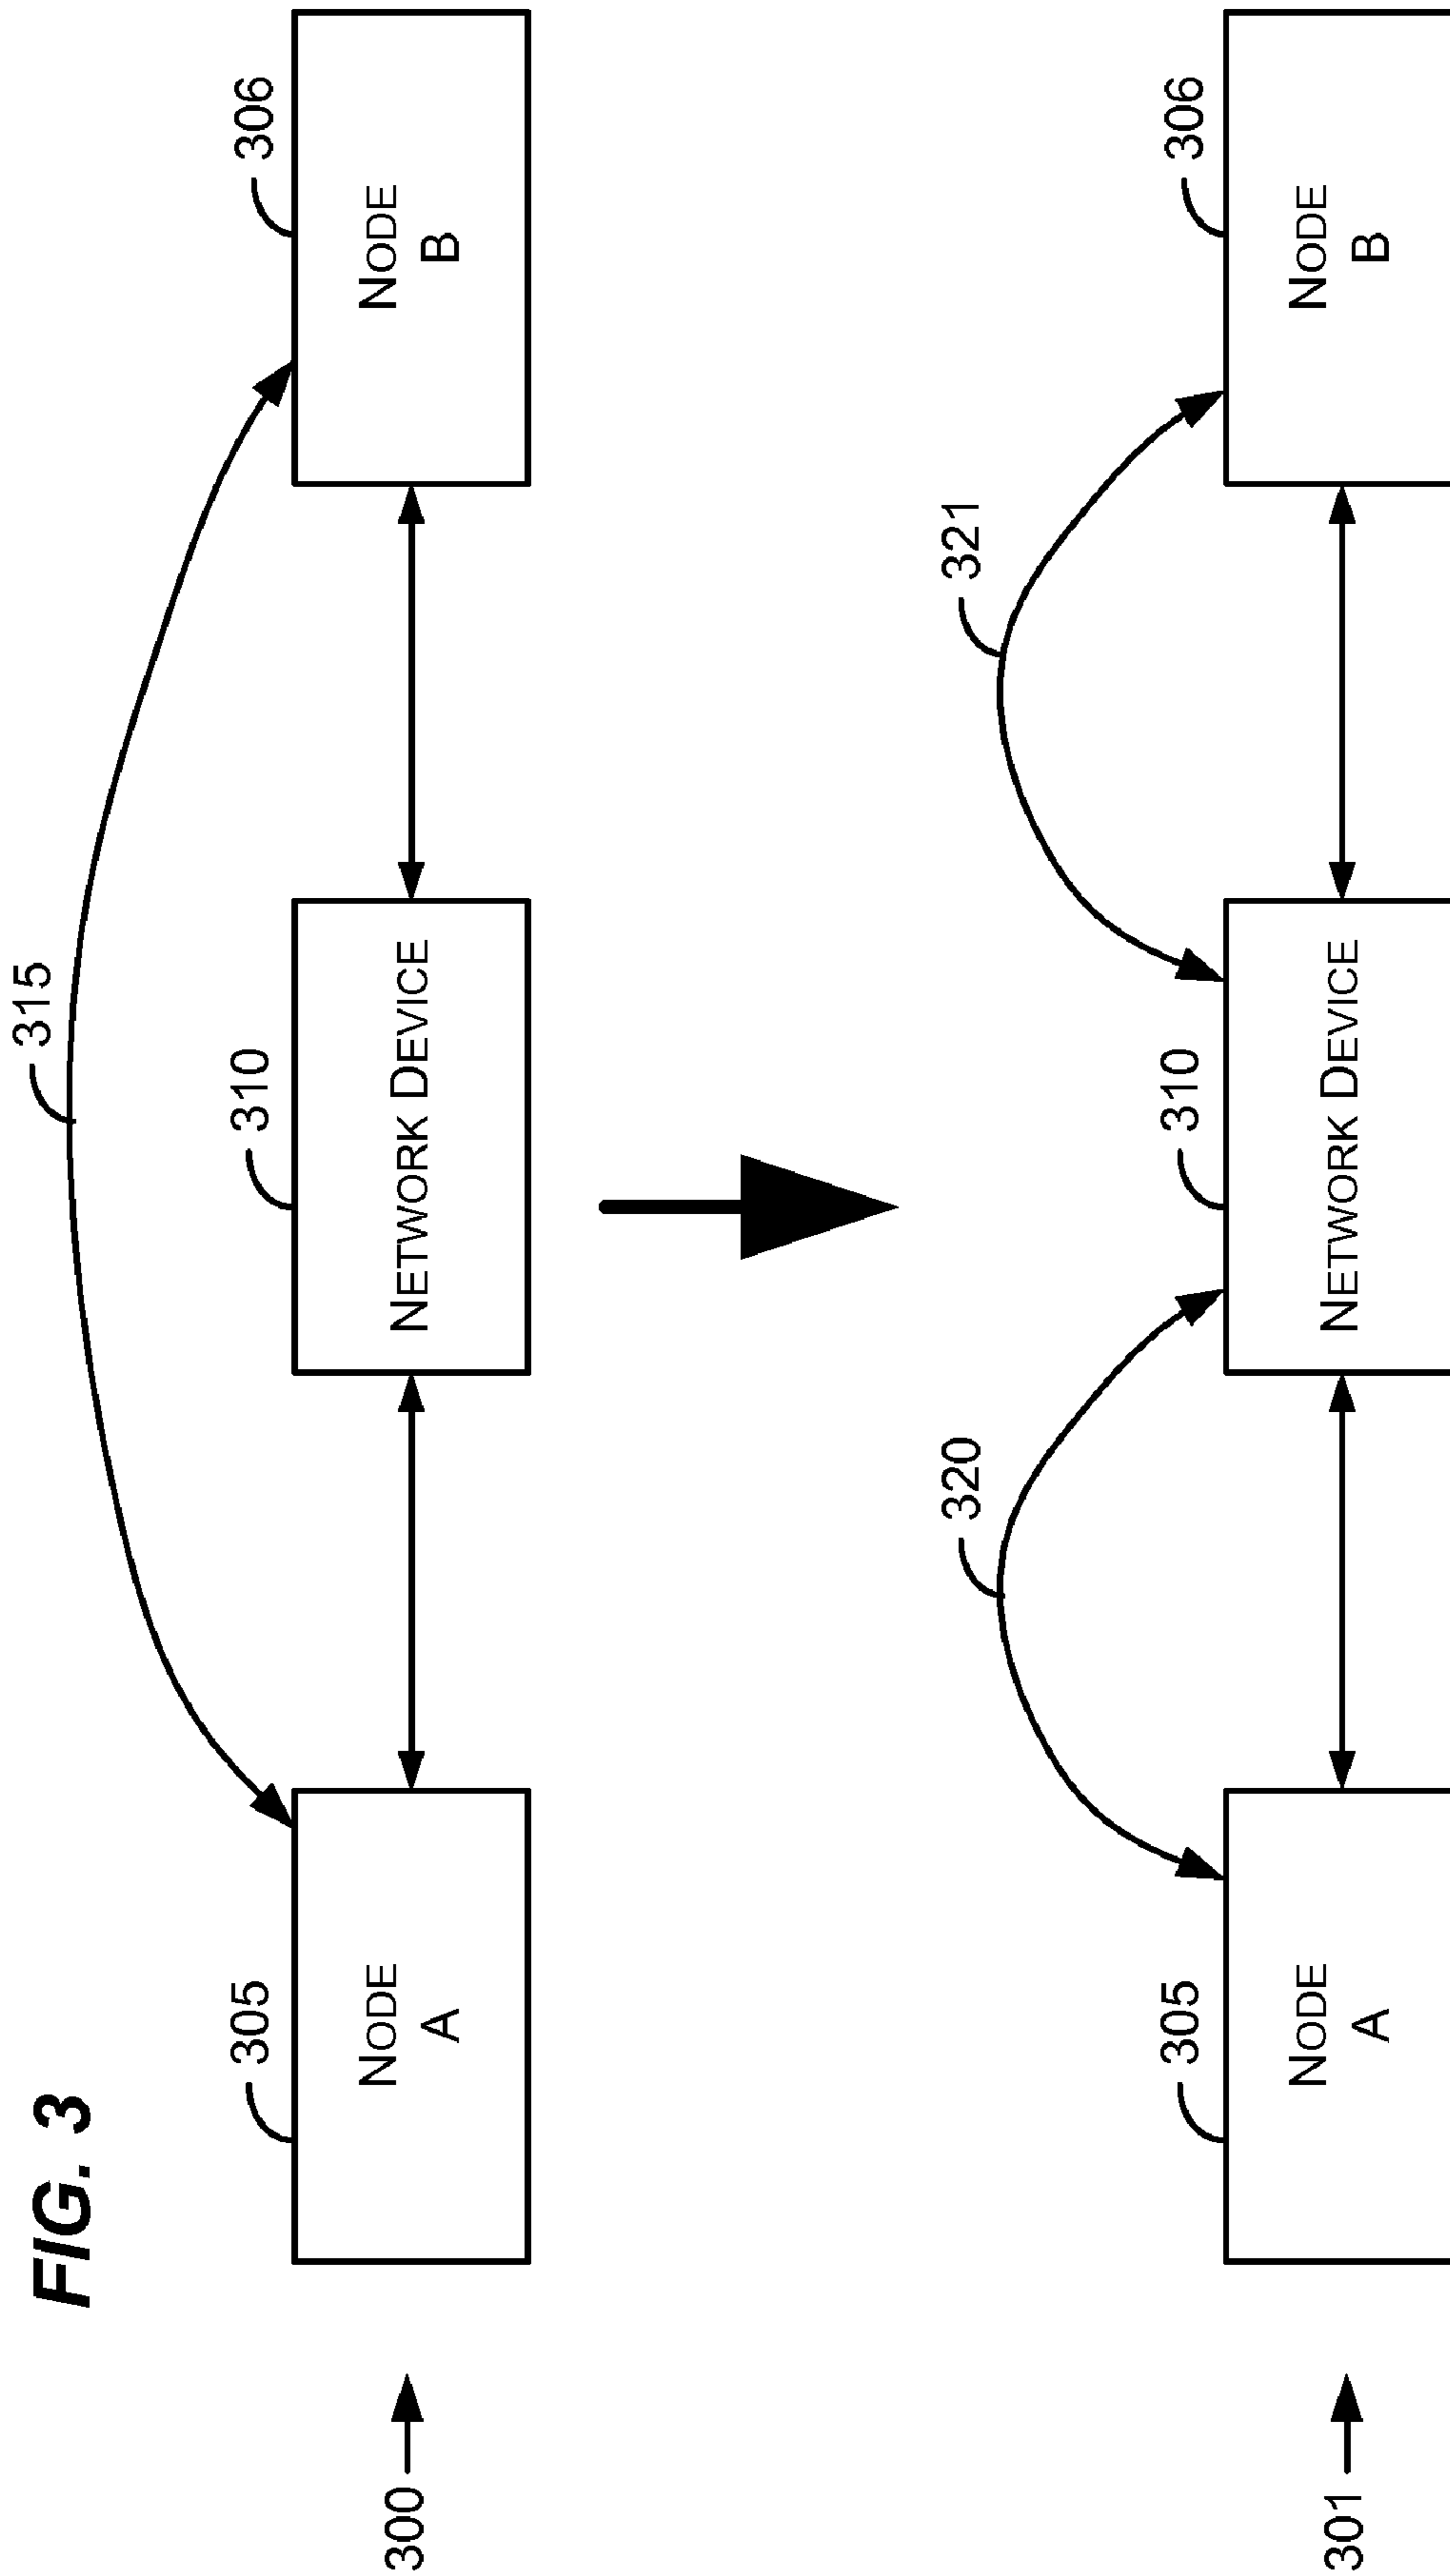 FIG. 3
315
305
310
306
NODE
A
NETWORK DEVICE
NODE
B
300
320
321
305
310
306
NODE
A
NETWORK DEVICE
NODE
B
301